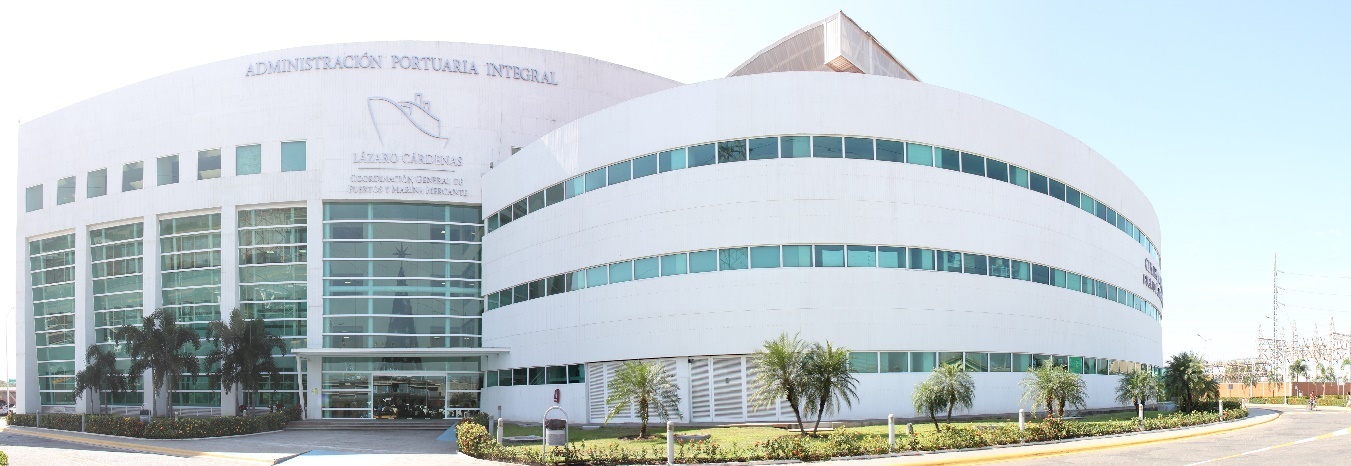 ADMINISTRACIÓN PORTUARIA INTEGRAL
LÁZARO CÁRDENAS
COORDINACIÓN GENERAL DE
PUERTOS Y MARINA MERCANTE